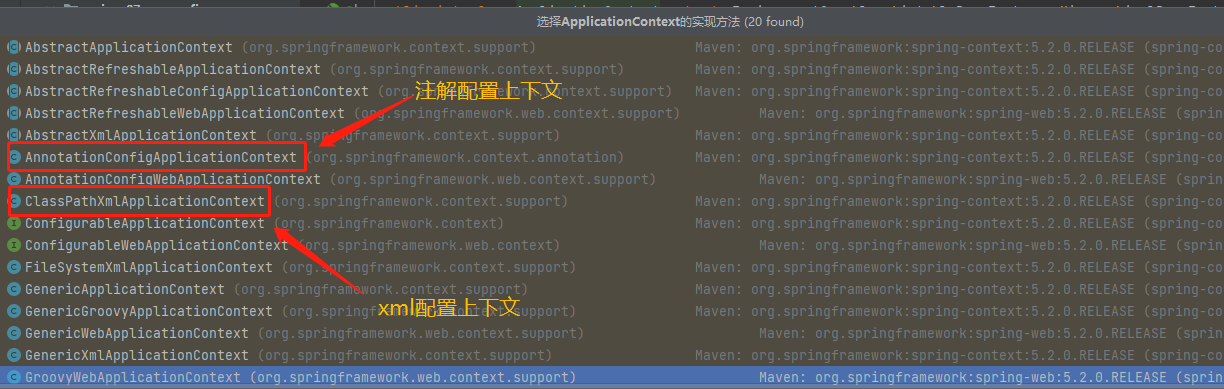 选择ApplicationContext的实现方法 (20 found)
AbstractApplicationContext (org.springframework.context.support) Maven: org.springframework:spring-context:5.2.0.RELEASE (spring-co
AbstractRefreshableApplicationContext (org.springframework.context.support) Maven: org.springframework:spring-context:5.2.0.RELEASE (spring-co
注解配置上下文
AbstractRefreshableConfigApplicationContext (org.springframework.context.support) Maven: org.springframework:spring-context:5.2.0.RELEASE (spring-co
AbstractRefreshableWebApplicationContext (org.springframework.web.context.support) Maven: org.springframework:spring-web:5.2.0.RELEASE (spring
AbstractXmlApplicationContext (org.springframework.context.support) Maven: org.springframework:spring-context:5.2.0.RELEASE (spring-co
AnnotationConfigApplicationContext (org.springframework.context.annotation) Maven: org.springframework:spring-context:5.2.0.RELEASE (spring-co
AnnotationConfigWebApplicationContext (org.springframework.web.context.support) Maven: org.springframework:spring-web:5.2.0.RELEASE (spring
ClassPathXmlApplicationContext (org.springframework.context.support) Maven: org.springframework:spring-context:5.2.0.RELEASE (spring-co
ConfigurableApplicationContext (org.springframework.context) Maven: org.springframework:spring-context:5.2.0.RELEASE (spring-co
ConfigurableWebApplicationContext (org.springframework.web.context) Maven: org.springframework:spring-web:5.2.0.RELEASE (spring
FileSystemXmlApplicationContext (org.springframework.context.support) Maven: org.springframework:spring-context:5.2.0.RELEASE (spring-co
GenericApplicationContext (org.springframework.context.support) Maven: org.springframework:spring-context:5.2.0.RELEASE (spring-co
xml配置上下文
GenericGroovyApplicationContext (org.springframework.context.support) Maven: org.springframework:spring-context:5.2.0.RELEASE (spring-co
GenericWebApplicationContext (org.springframework.web.context.support) Maven: org.springframework:spring-web:5.2.0.RELEASE (spring
GenericXmlApplicationContext (org.springframework.context.support) Maven: org.springframework:spring-context:5.2.0.RELEASE (spring-co
GroovyWebApplicationContext (org.springframework.web.context.support) Maven: org.springframework:spring-web:5.2.0.RELEASE (spring